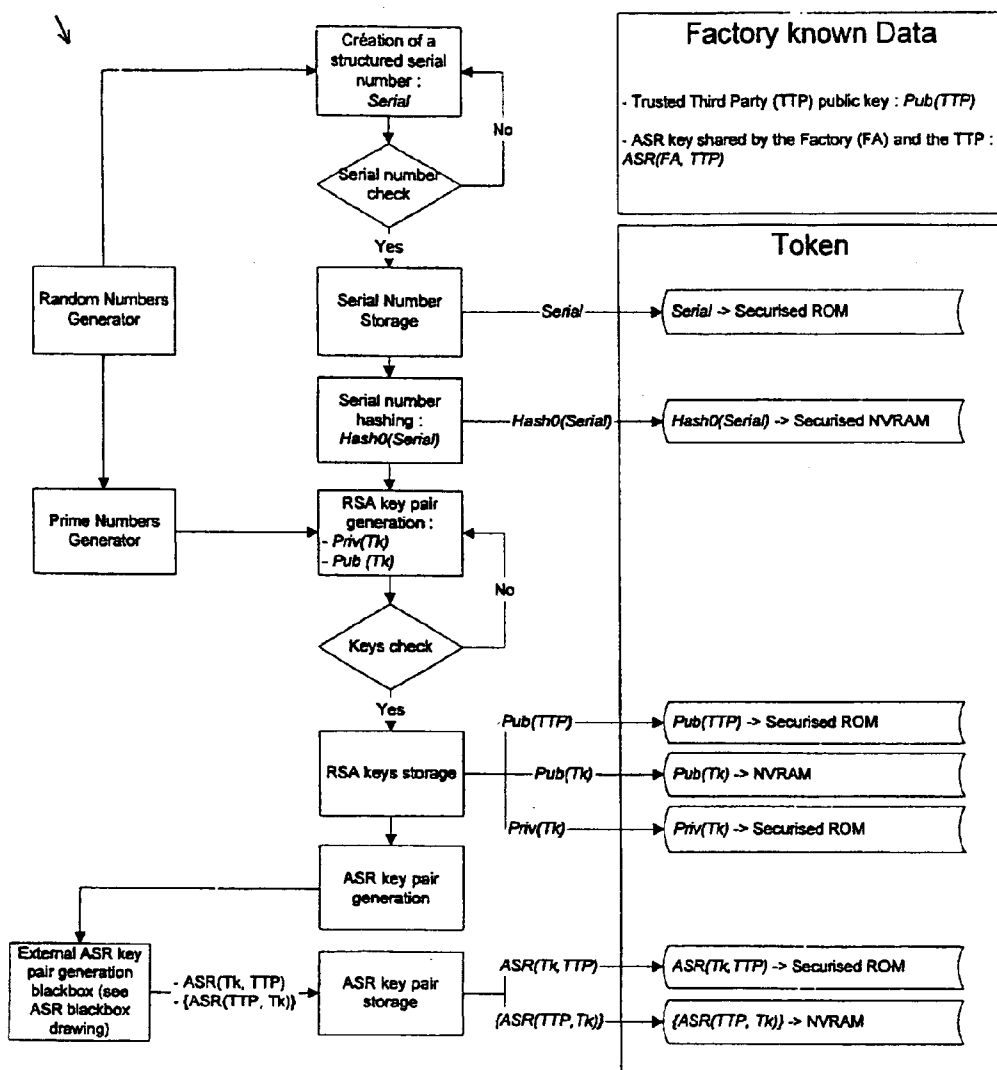 Création of a
structured serial
number :
Serial
No
Serial number
check
Yes
Random Numbers
Generator
Serial Number
Storage
Serial
Serial number
hashing :
Hash0(Serial)
Hash0(Serial)
Prime Numbers
Generator
RSA key pair
generation :
- Priv(Tk)
- Pub (Tk)
No
Keys check
Yes
RSA keys storage
Pub(TTP)
Pub(Tk)
Priv(Tk)
ASR key pair
generation
External ASR key
pair generation
blackbox (see
ASR blackbox
drawing)
- ASR(Tk, TTP)
- {ASR(TTP, Tk)}
ASR key pair
storage
ASR(Tk,TTP)
{ASR(TTP,Tk)}
Factory known Data
- Trusted Third Party (TTP) public key : Pub(TTP)
- ASR key shared by the Factory (FA) and the TTP :
ASR(FA, TTP)
Token
Serial -> Securised ROM
Hash0(Serial) -> Securised NVRAM
Pub(TTP) -> Securised ROM
Pub(Tk) -> NVRAM
Priv(Tk) -> Securised ROM
ASR(Tk,TTP) -> Securised ROM
{ASR(TTP, Tk)} -> NVRAM